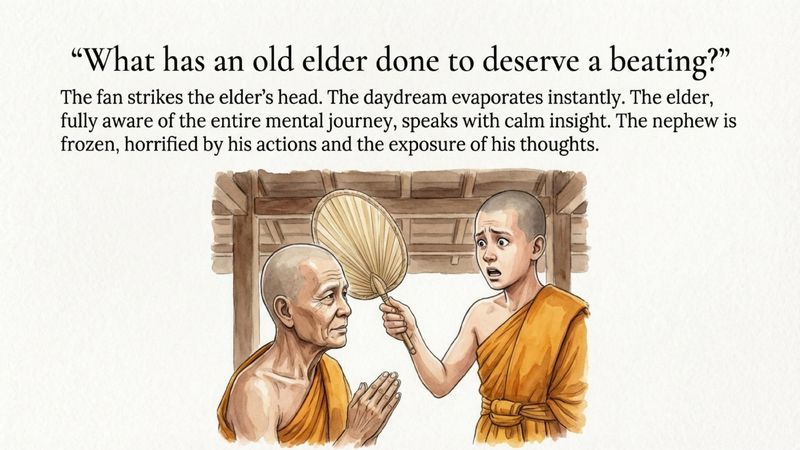 “What has an old elder done to deserve a beating?”
The fan strikes the elder’s head. The daydream evaporates instantly. The elder,
fully aware of the entire mental journey, speaks with calm insight. The nephew is
frozen, horrified by his actions and the exposure of his thoughts.